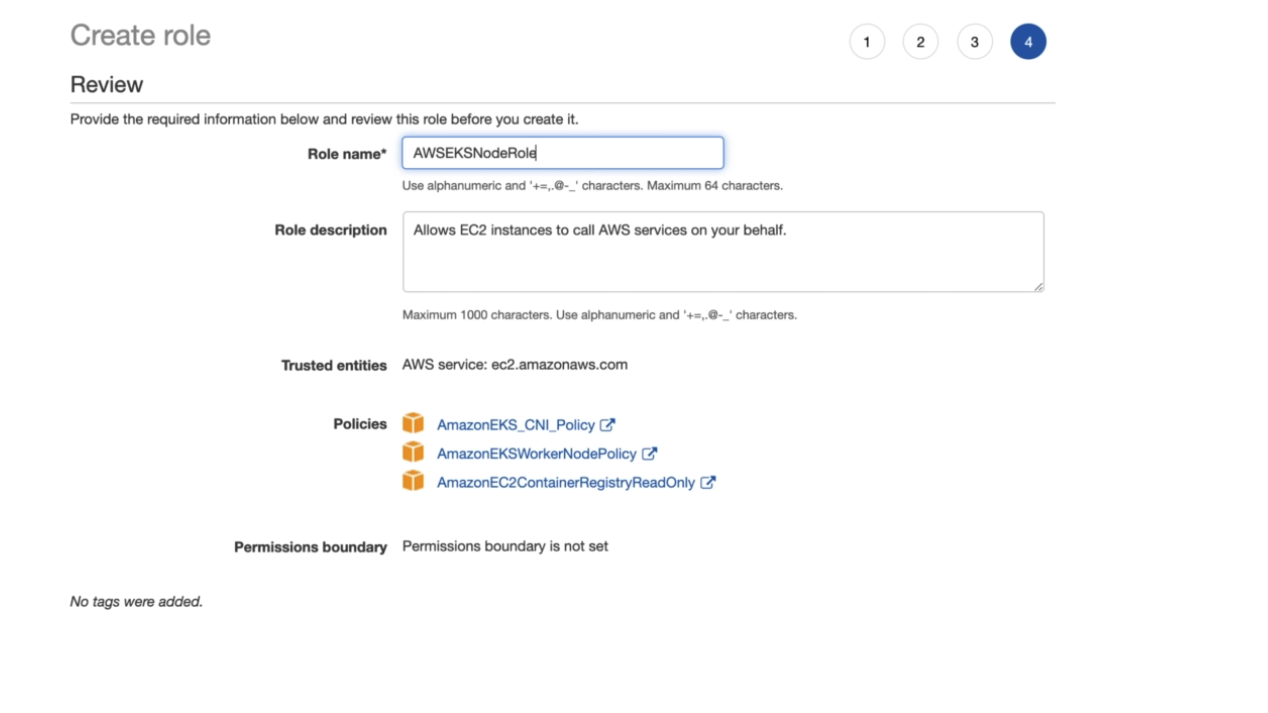 Create role
1 2 3 4
Review
Provide the required information below and review this role before you create it.
Role name* AWSEKSNodeRole
Use alphanumeric and '+=,.@-_' characters. Maximum 64 characters.
Role description Allows EC2 instances to call AWS services on your behalf.
Maximum 1000 characters. Use alphanumeric and '+=,.@-_' characters.
Trusted entities AWS service: ec2.amazonaws.com
Policies AmazonEKS_CNI_Policy
AmazonEKSWorkerNodePolicy
AmazonEC2ContainerRegistryReadOnly
Permissions boundary Permissions boundary is not set
No tags were added.